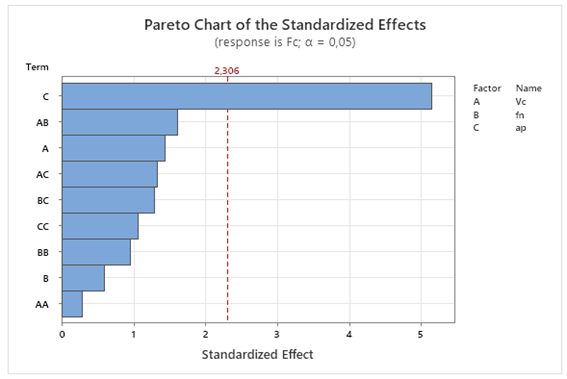 Pareto Chart of the Standardized Effects
(response is Fc; α = 0,05)
Term
2,306
C
AB
A
AC
BC
CC
BB
B
AA
0 1 2 3 4 5
Standardized Effect
Factor Name
A Vc
B fn
C ap